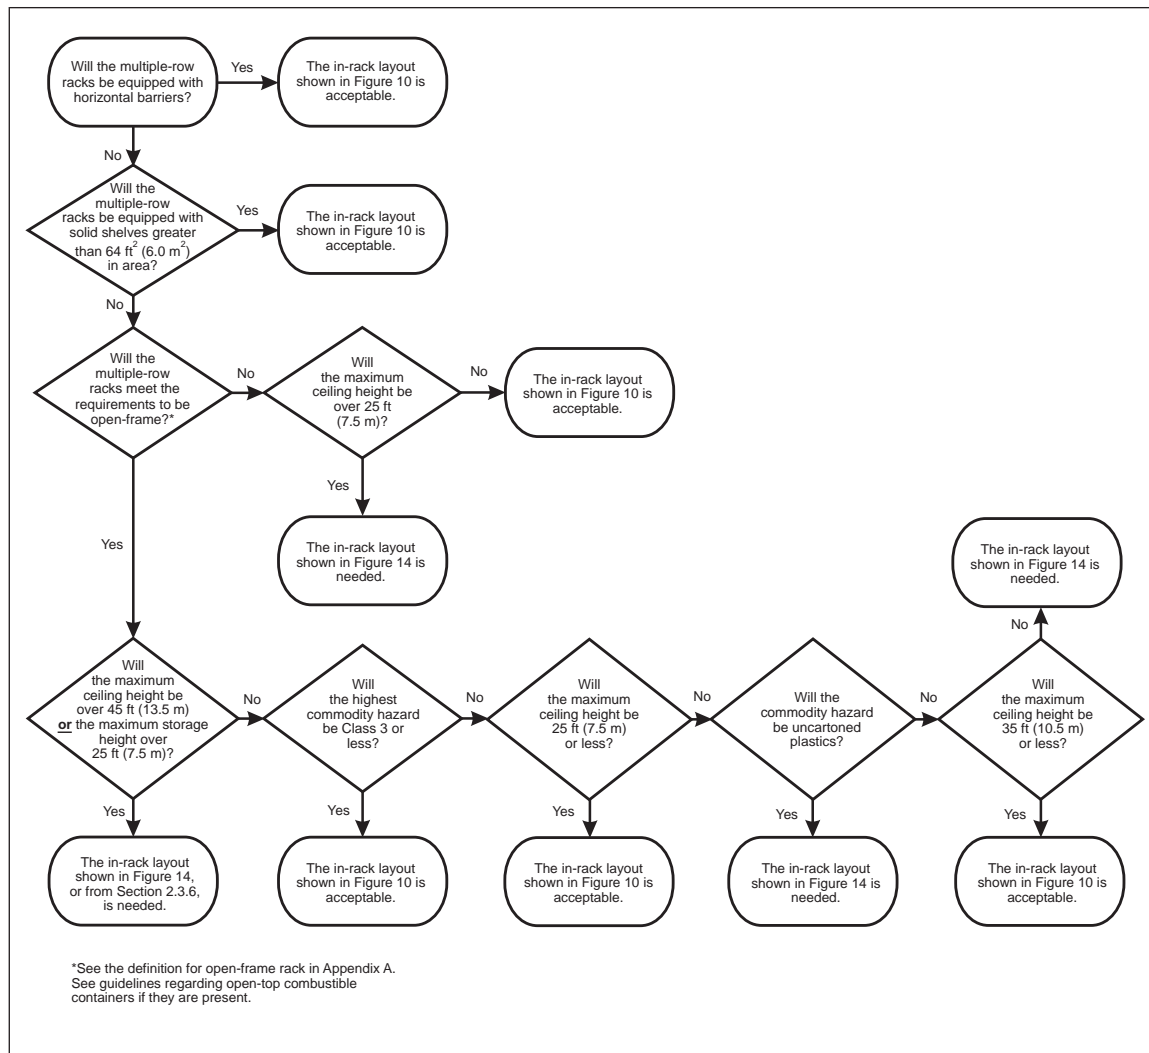 Will the multiple-row
racks be equipped with
horizontal barriers?
Yes
The in-rack layout
shown in Figure 10 is
acceptable.
No
Will the
multiple-row
racks be equipped with
solid shelves greater
than 64 ft² (6.0 m²)
in area?
Yes
The in-rack layout
shown in Figure 10 is
acceptable.
No
Will the
multiple-row
racks meet the
requirements to be
open-frame?*
No
Will
the maximum
ceiling height be
over 25 ft
(7.5 m)?
No
The in-rack layout
shown in Figure 10 is
acceptable.
Yes
The in-rack layout
shown in Figure 14 is
needed.
Yes
The in-rack layout
shown in Figure 14 is
needed.
No
Will
the maximum
ceiling height be
over 45 ft (13.5 m)
or the maximum storage
height over
25 ft (7.5 m)?
No
Will
the highest
commodity hazard
be Class 3 or
less?
No
Will
the maximum
ceiling height be
25 ft (7.5 m)
or less?
No
Will the
commodity hazard
be uncartoned
plastics?
No
Will
the maximum
ceiling height be
35 ft (10.5 m)
or less?
Yes
The in-rack layout
shown in Figure 14,
or from Section 2.3.6,
is needed.
Yes
The in-rack layout
shown in Figure 10 is
acceptable.
Yes
The in-rack layout
shown in Figure 10 is
acceptable.
Yes
The in-rack layout
shown in Figure 14 is
needed.
Yes
The in-rack layout
shown in Figure 10 is
acceptable.
*See the definition for open-frame rack in Appendix A.
See guidelines regarding open-top combustible
containers if they are present.